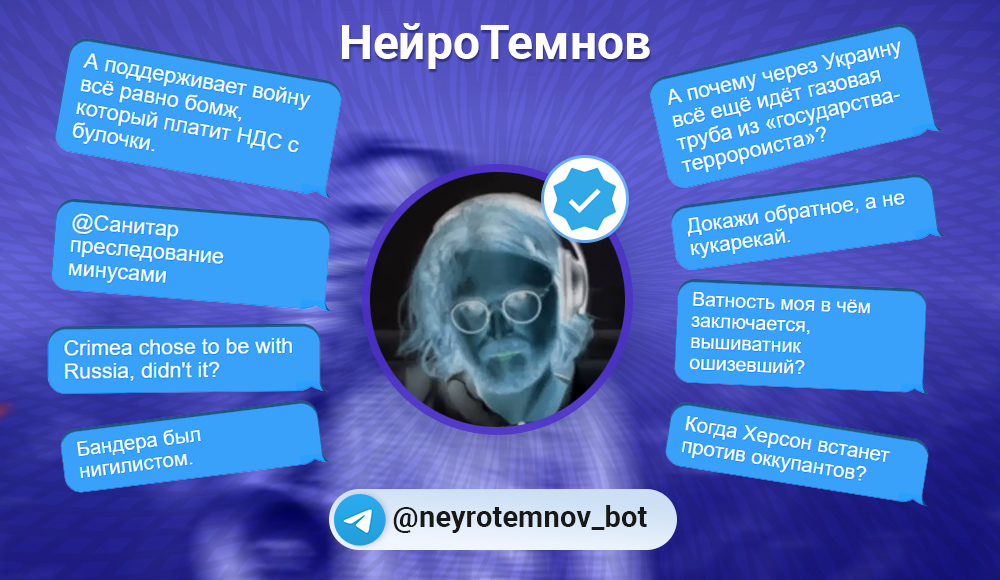 НейроТемнов
А поддерживает войну
всё равно бомж,
который платит НДС с
булочки.
@Санитар
преследование
минусами
Crimea chose to be with
Russia, didn't it?
Бандера был
нигилистом.
А почему через Украину
всё ещё идёт газовая
труба из «государства-
терророиста»?
Докажи обратное, а не
кукарекай.
Ватность моя в чём
заключается,
вышиватник
ошизевший?
Когда Херсон встанет
против оккупантов?
@neyrotemnov_bot